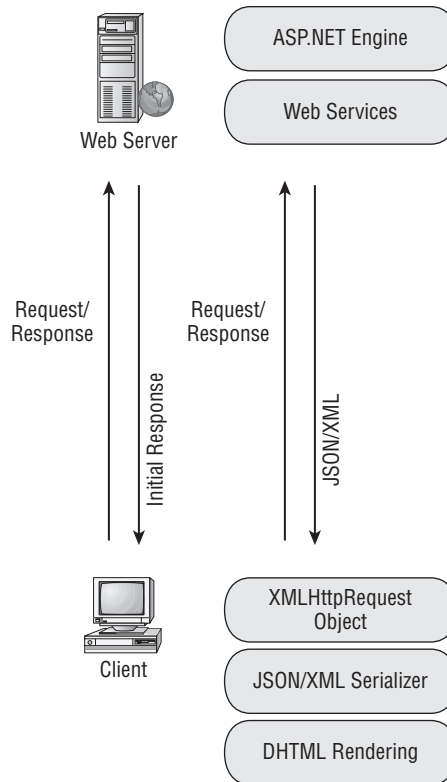 ASP.NET Engine
Web Services
Web Server
Request/
Response
Initial Response
Request/
Response
JSON/XML
XMLHttpRequest
Object
JSON/XML Serializer
Client
DHTML Rendering